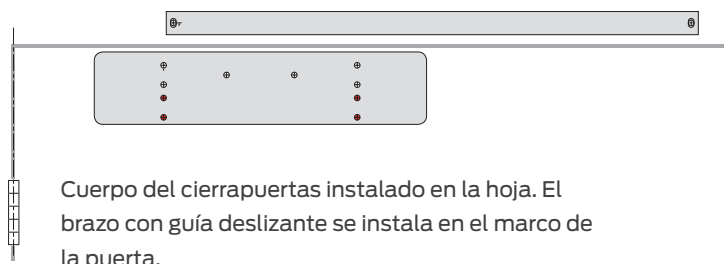 Cuerpo del cierrapuertas instalado en la hoja. El
brazo con guía deslizante se instala en el marco de
la puerta.